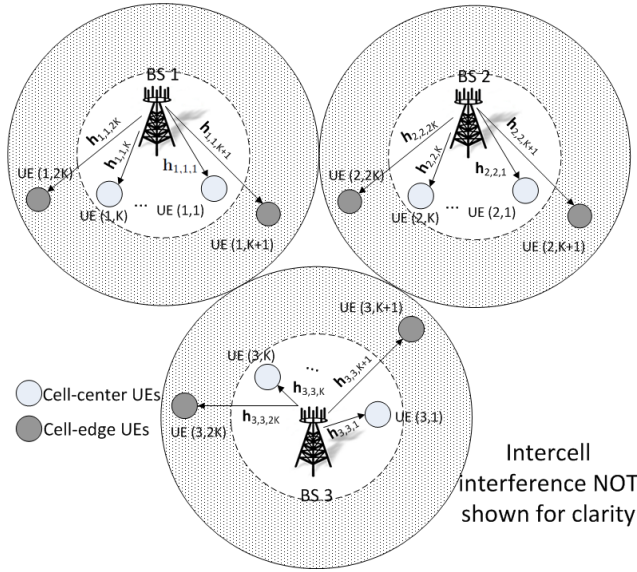 BS 1
h1,1,2K
h1,1,K
h1,1,1
h1,1,K+1
UE (1,2K)
UE (1,K)
...
UE (1,1)
UE (1,K+1)
BS 2
h2,2,2K
h2,2,K
h2,2,1
h2,2,K+1
UE (2,2K)
UE (2,K)
...
UE (2,1)
UE (2,K+1)
UE (3,K+1)
UE (3,K)
...
h3,3,K
h3,3,K+1
h3,3,2K
h3,3,1
UE (3,1)
UE (3,2K)
BS 3
Cell-center UEs
Cell-edge UEs
Intercell
interference NOT
shown for clarity